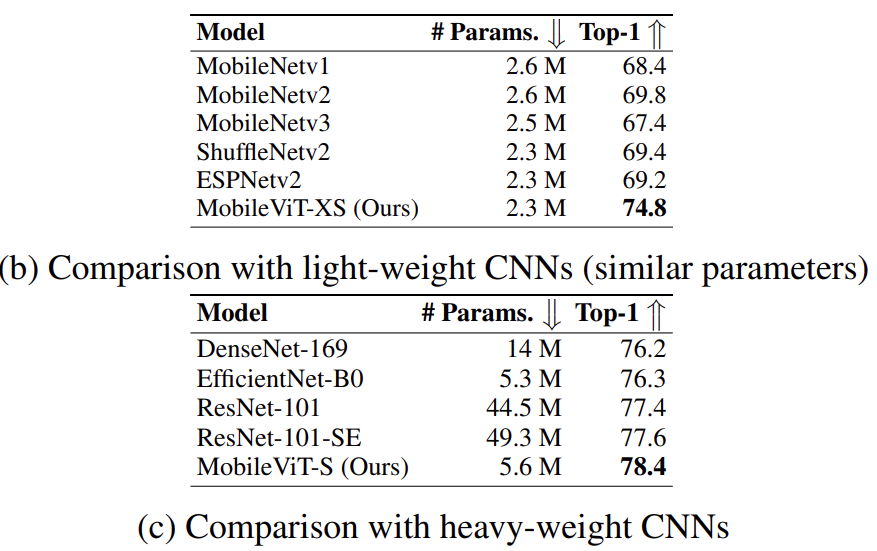 Model # Params. ⇓ Top-1 ⇑
MobileNetv1 2.6 M 68.4
MobileNetv2 2.6 M 69.8
MobileNetv3 2.5 M 67.4
ShuffleNetv2 2.3 M 69.4
ESPNetv2 2.3 M 69.2
MobileViT-XS (Ours) 2.3 M 74.8
(b) Comparison with light-weight CNNs (similar parameters)
Model # Params. ⇓ Top-1 ⇑
DenseNet-169 14 M 76.2
EfficientNet-B0 5.3 M 76.3
ResNet-101 44.5 M 77.4
ResNet-101-SE 49.3 M 77.6
MobileViT-S (Ours) 5.6 M 78.4
(c) Comparison with heavy-weight CNNs